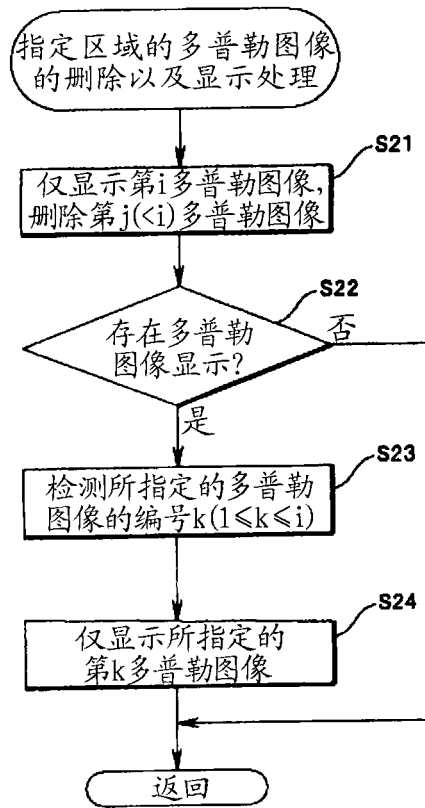 指定区域的多普勒图像
的删除以及显示处理
S21
仅显示第i多普勒图像，
删除第j(<i)多普勒图像
S22
存在多普勒
图像显示?
否
是
S23
检测所指定的多普勒
图像的编号k(1≤k≤i)
S24
仅显示所指定的
第k多普勒图像
返回